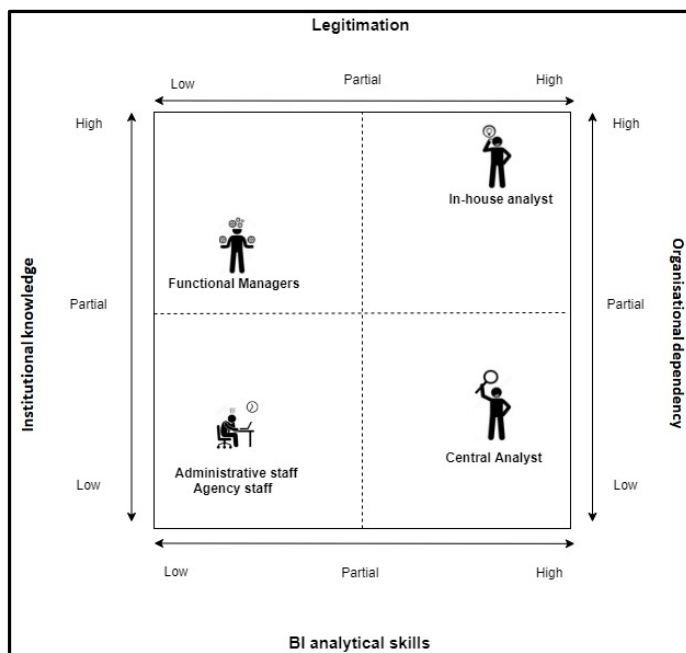 Legitimation
Low
Partial
High
High
High
In-house analyst
Functional Managers
Institutional knowledge
Organisational dependency
Partial
Partial
Administrative staff
Agency staff
Central Analyst
Low
Low
Low
Partial
High
BI analytical skills